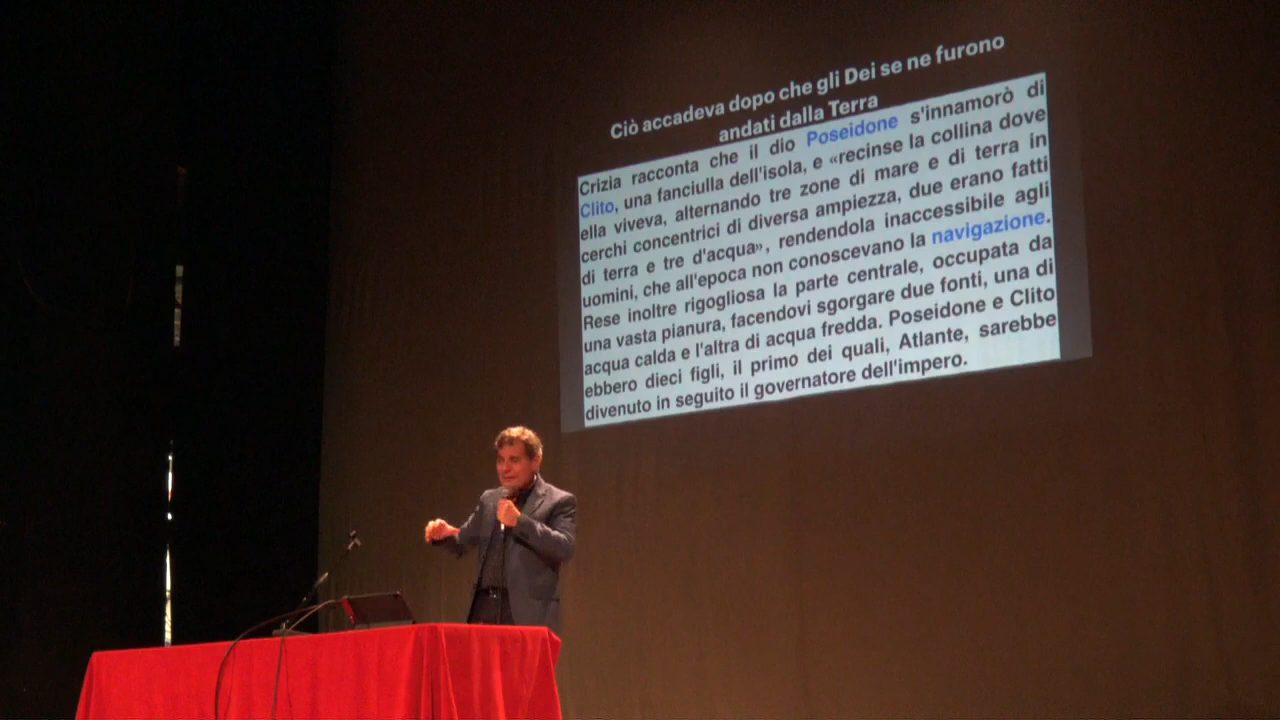 Ciò accadeva dopo che gli Dei se ne furono
andati dalla Terra
Crizia racconta che il dio Poseidone s'innamorò di
Clito, una fanciulla dell'isola, e «recinse la collina dove
ella viveva, alternando tre zone di mare e di terra in
cerchi concentrici di diversa ampiezza, due erano fatti
di terra e tre d'acqua», rendendola inaccessibile agli
uomini, che all'epoca non conoscevano la navigazione.
Rese inoltre rigogliosa la parte centrale, occupata da
una vasta pianura, facendovi sgorgare due fonti, una di
acqua calda e l'altra di acqua fredda. Poseidone e Clito
ebbero dieci figli, il primo dei quali, Atlante, sarebbe
divenuto in seguito il governatore dell'impero.